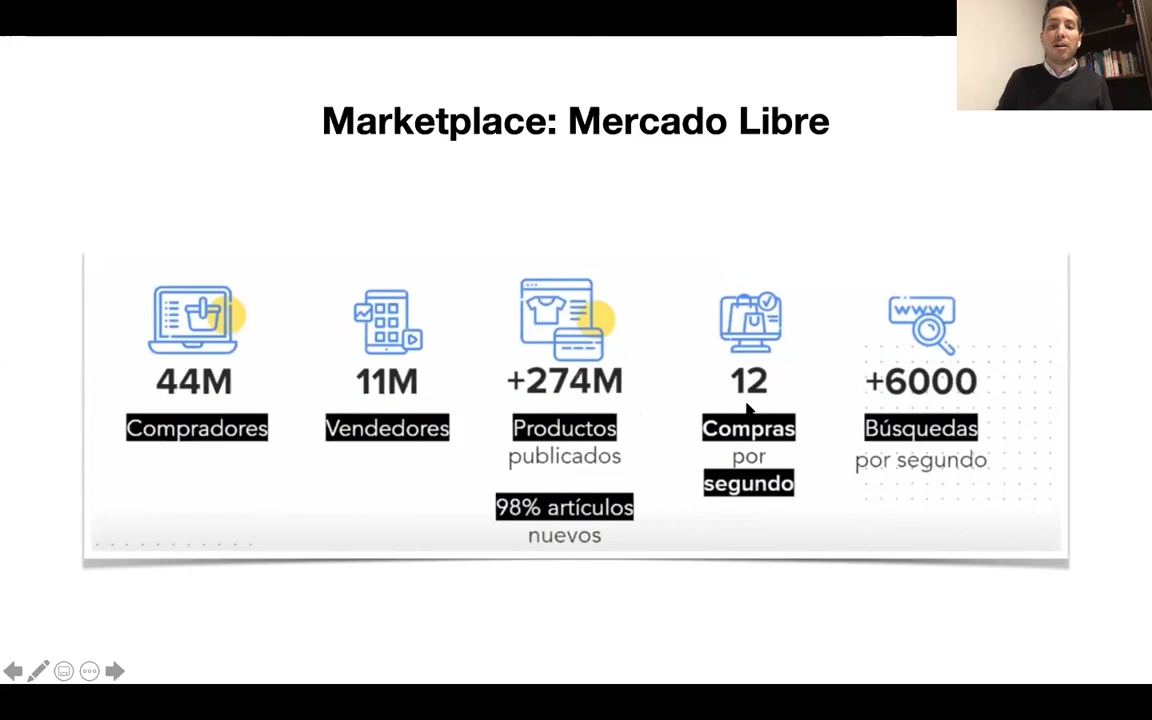 Marketplace: Mercado Libre
www
44M
11M
+274M
12
+6000
Compradores
Vendedores
Productos
publicados
98% artículos
nuevos
Compras
por
segundo
Búsquedas
por segundo